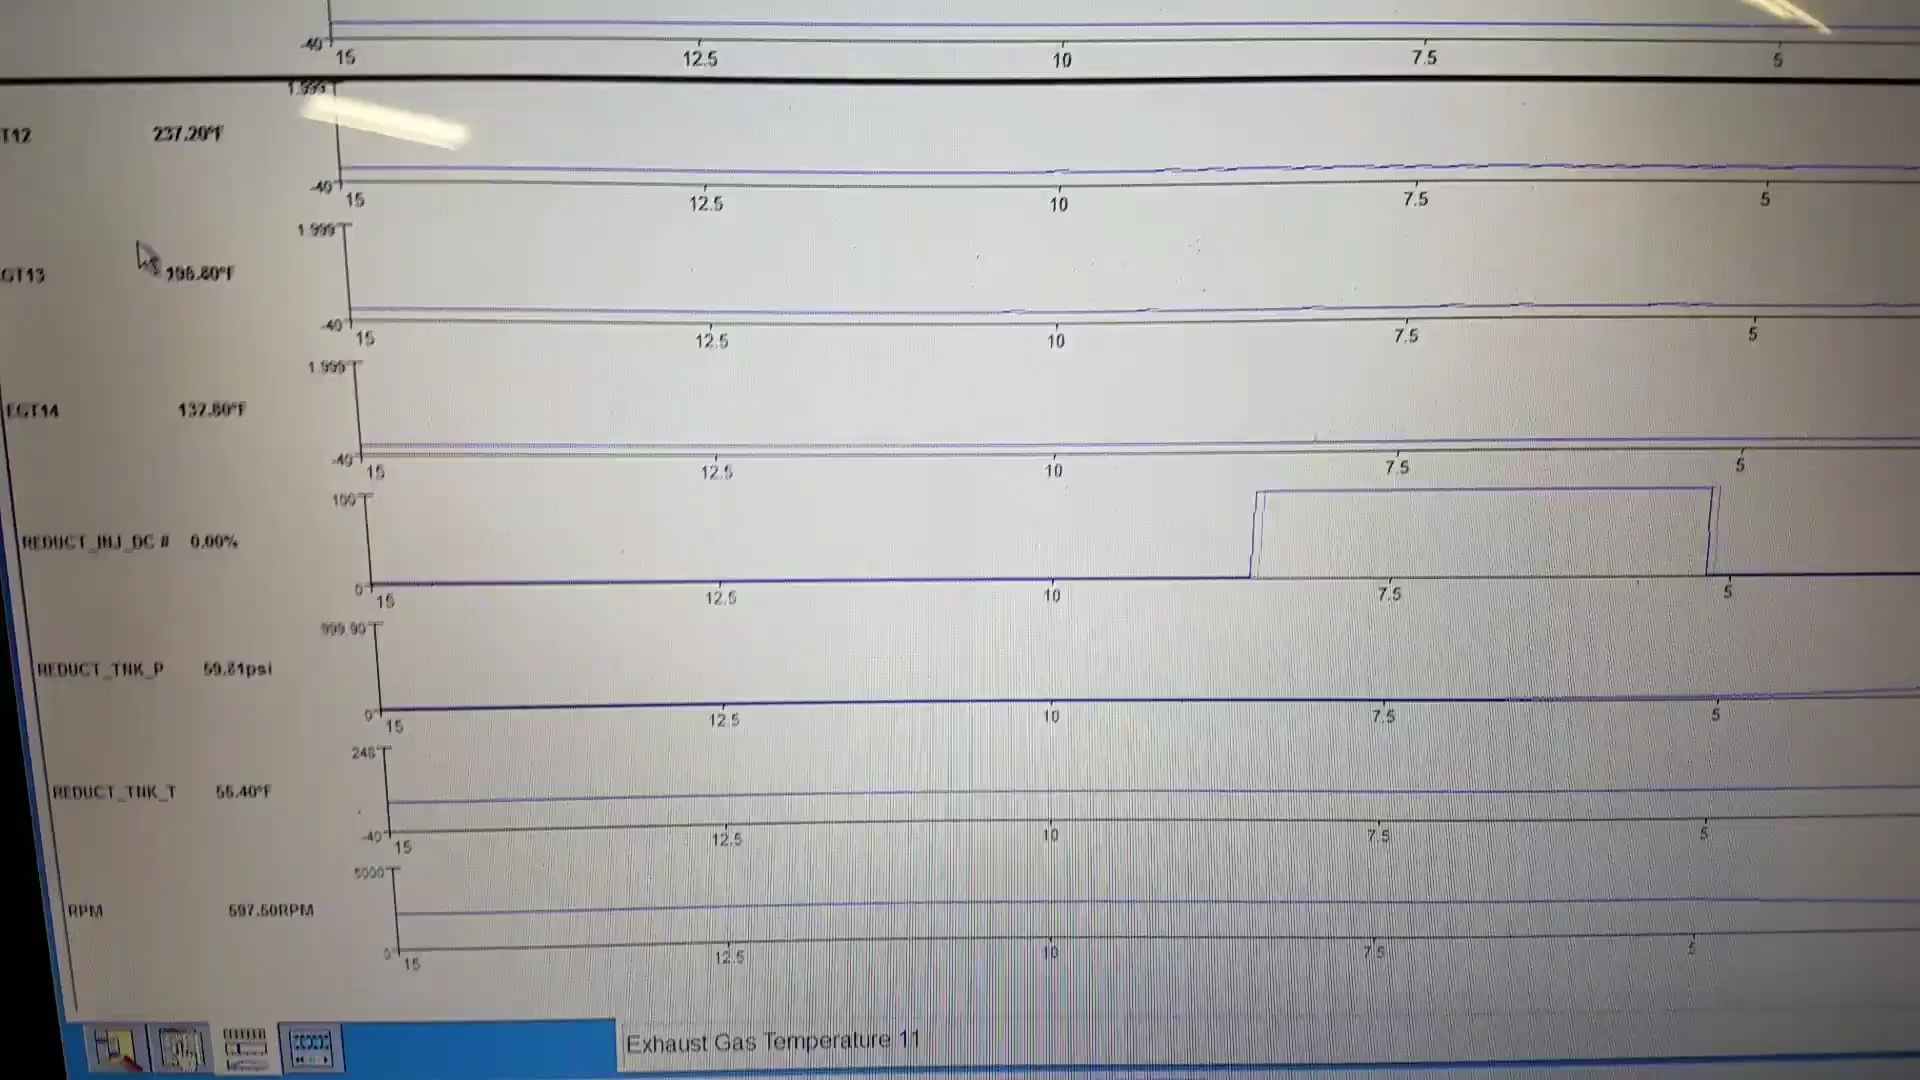 -40
15 12.5 10 7.5 5
1.999
T12 237.20°F
-40
15 12.5 10 7.5 5
1.999
GT13 196.80°F
-40
15 12.5 10 7.5 5
1.999
EGT14 132.80°F
-40
15 12.5 10 7.5 5
100
REDUCT_INJ_DC # 0.00%
0
15 12.5 10 7.5 5
999.90
REDUCT_TNK_P 59.81psi
0
15 12.5 10 7.5 5
248
REDUCT_TNK_T 56.40°F
-40
15 12.5 10 7.5 5
5000
RPM 597.50RPM
0
15 12.5 10 7.5 5
Exhaust Gas Temperature 11